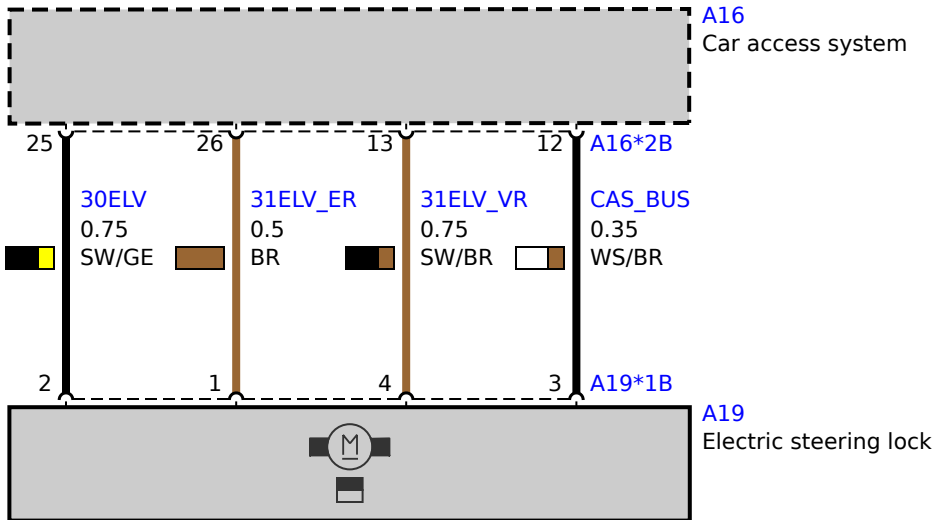 A16
Car access system
25 26 13 12 A16*2B
30ELV 31ELV_ER 31ELV_VR CAS_BUS
0.75 0.5 0.75 0.35
SW/GE BR SW/BR WS/BR
2 1 4 3 A19*1B
A19
Electric steering lock
M